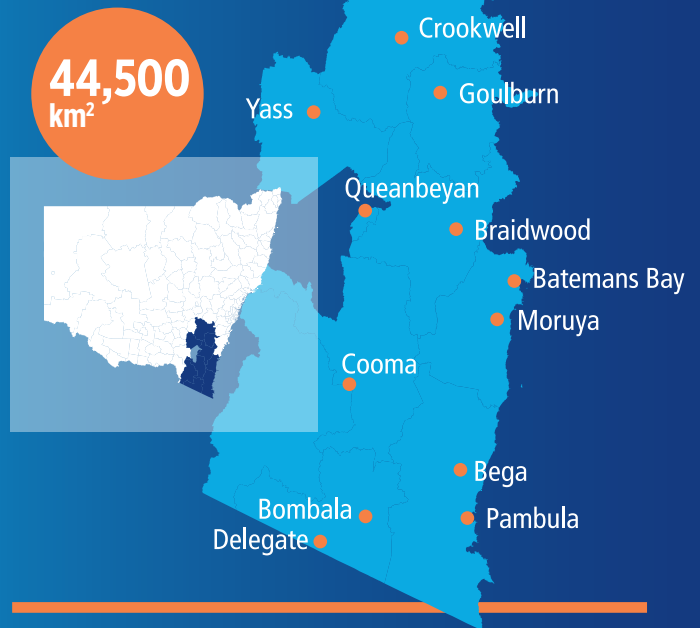 44,500
km²
Crookwell
Goulburn
Yass
Queanbeyan
Braidwood
Batemans Bay
Moruya
Cooma
Bega
Bombala
Pambula
Delegate